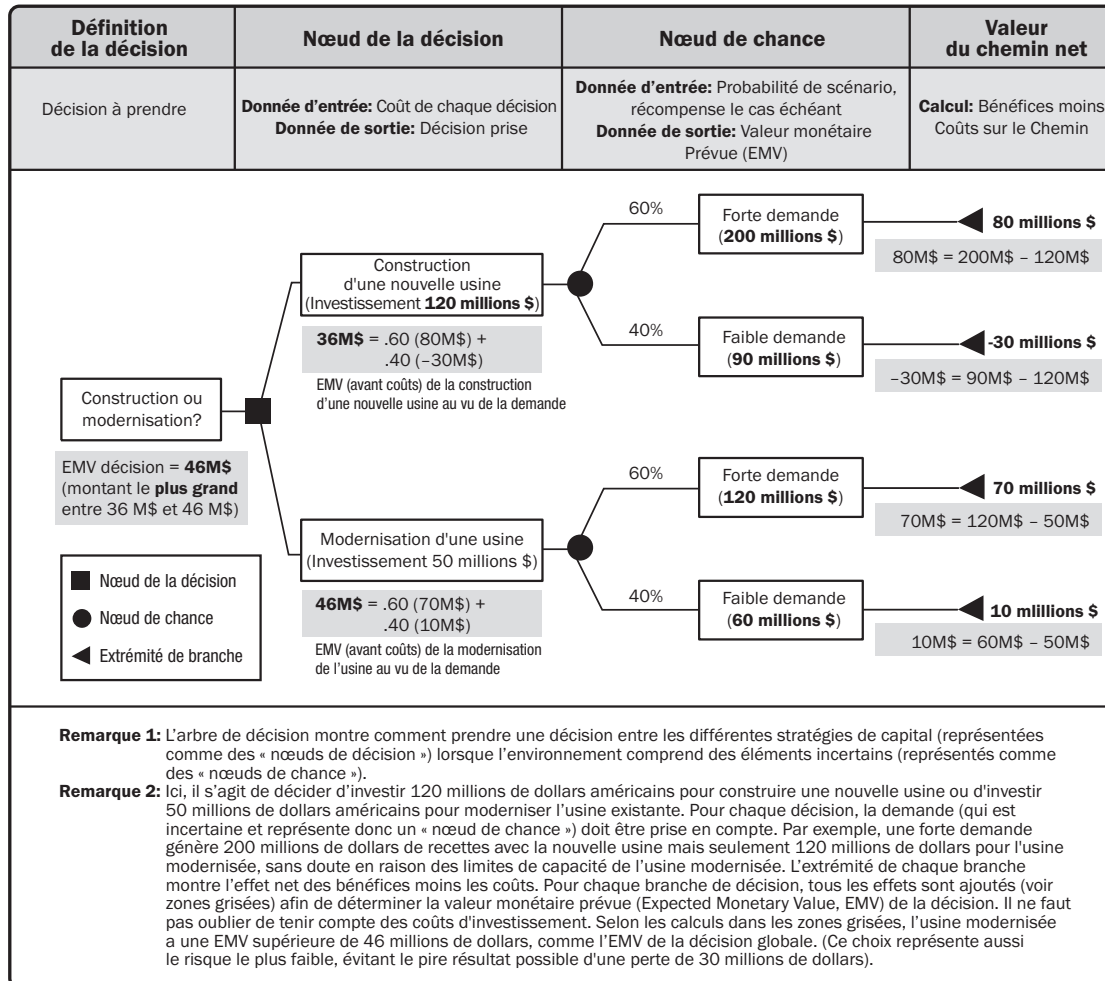 Définition
de la décision
Nœud de la décision
Nœud de chance
Valeur
du chemin net
Décision à prendre
Donnée d'entrée: Coût de chaque décision
Donnée de sortie: Décision prise
Donnée d'entrée: Probabilité de scénario,
récompense le cas échéant
Donnée de sortie: Valeur monétaire
Prévue (EMV)
Calcul: Bénéfices moins
Coûts sur le Chemin
60%
Forte demande
(200 millions $)
80 millions $
80M$ = 200M$ – 120M$
Construction
d'une nouvelle usine
(Investissement 120 millions $)
36M$ = .60 (80M$) +
.40 (–30M$)
EMV (avant coûts) de la construction
d'une nouvelle usine au vu de la demande
40%
Faible demande
(90 millions $)
-30 millions $
–30M$ = 90M$ – 120M$
Construction ou
modernisation?
EMV décision = 46M$
(montant le plus grand
entre 36 M$ et 46 M$)
60%
Forte demande
(120 millions $)
70 millions $
70M$ = 120M$ – 50M$
Modernisation d'une usine
(Investissement 50 millions $)
46M$ = .60 (70M$) +
.40 (10M$)
EMV (avant coûts) de la modernisation
de l'usine au vu de la demande
40%
Faible demande
(60 millions $)
10 mlillions $
10M$ = 60M$ – 50M$
Nœud de la décision
Nœud de chance
Extrémité de branche
Remarque 1: L'arbre de décision montre comment prendre une décision entre les différentes stratégies de capital (représentées
comme des « nœuds de décision ») lorsque l'environnement comprend des éléments incertains (représentés comme
des « nœuds de chance »).
Remarque 2: Ici, il s'agit de décider d'investir 120 millions de dollars américains pour construire une nouvelle usine ou d'investir
50 millions de dollars américains pour moderniser l'usine existante. Pour chaque décision, la demande (qui est
incertaine et représente donc un « nœud de chance ») doit être prise en compte. Par exemple, une forte demande
génère 200 millions de dollars de recettes avec la nouvelle usine mais seulement 120 millions de dollars pour l'usine
modernisée, sans doute en raison des limites de capacité de l'usine modernisée. L'extrémité de chaque branche
montre l'effet net des bénéfices moins les coûts. Pour chaque branche de décision, tous les effets sont ajoutés (voir
zones grisées) afin de déterminer la valeur monétaire prévue (Expected Monetary Value, EMV) de la décision. Il ne faut
pas oublier de tenir compte des coûts d'investissement. Selon les calculs dans les zones grisées, l'usine modernisée
a une EMV supérieure de 46 millions de dollars, comme l'EMV de la décision globale. (Ce choix représente aussi
le risque le plus faible, évitant le pire résultat possible d'une perte de 30 millions de dollars).